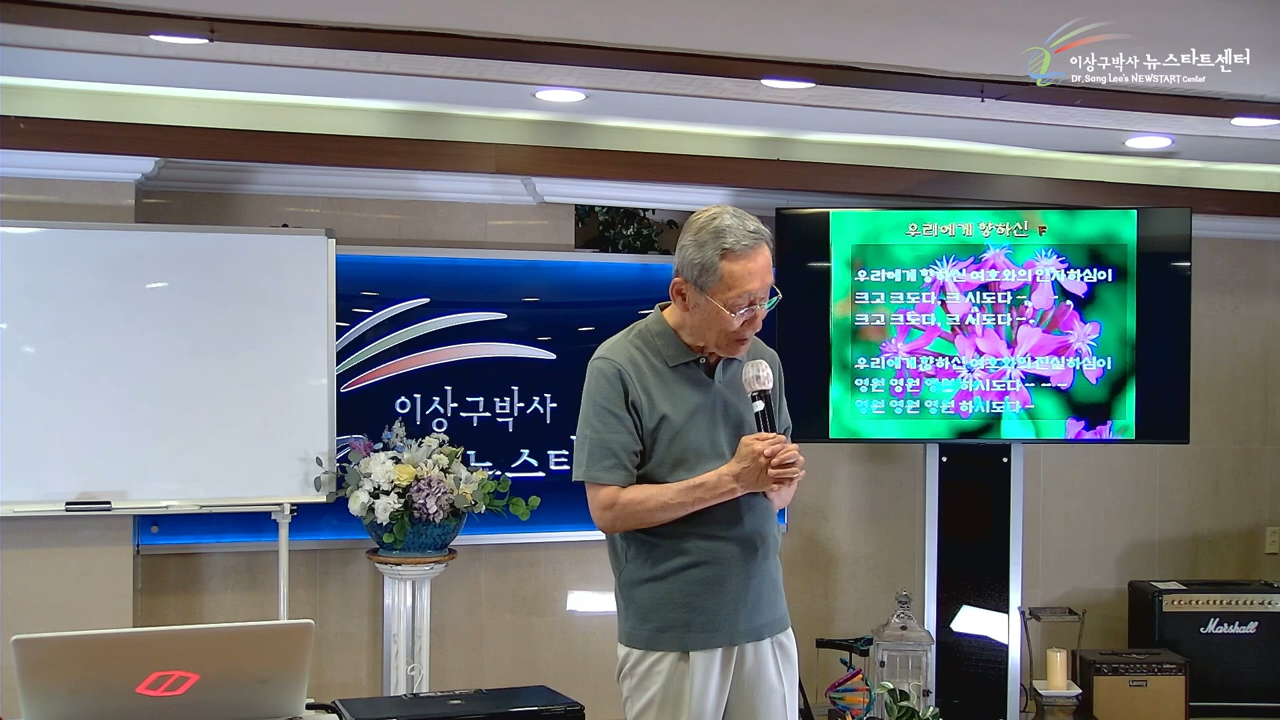 이상구박사 뉴스타트센터
Dr. Sang Lee's NEWSTART Center
우리에게 향하신 F
우리에게 향하신 여호와의 인자하심이
크고 크도다, 크 시도다 -, - - ,
크고 크도다, 크 시도다 - , -
우리에게 향하신 여호와의 진실하심이
영원 영원 영원 하시도다 - -- --
영원 영원 영원 하시도다 -
이상구박사
뉴스타
Marshall
Laney